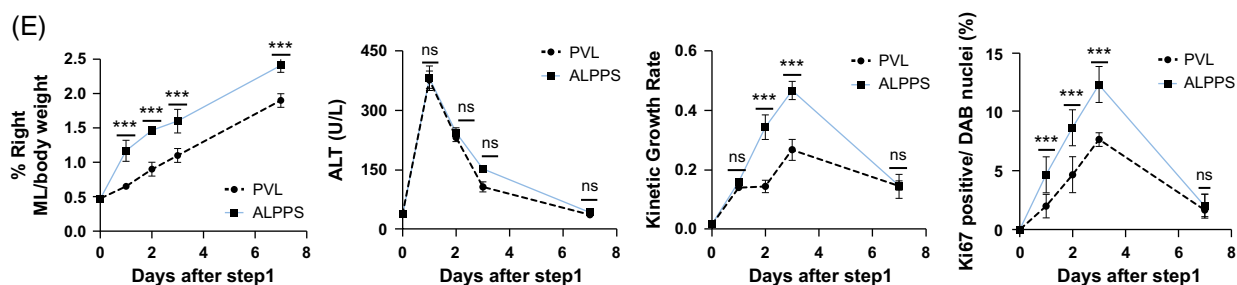 (E)
% Right
ML/body weight
2.5
2.0
1.5
1.0
0.5
0.0
***
***
***
***
PVL
ALPPS
0 2 4 6 8
Days after step1
ALT (U/L)
450
300
150
0
ns
ns
ns
ns
PVL
ALPPS
0 2 4 6 8
Days after step1
Kinetic Growth Rate
0.6
0.4
0.2
0.0
ns
***
***
ns
PVL
ALPPS
0 2 4 6 8
Days after step1
Ki67 positive/ DAB nuclei (%)
15
10
5
0
***
***
***
ns
PVL
ALPPS
0 2 4 6 8
Days after step1